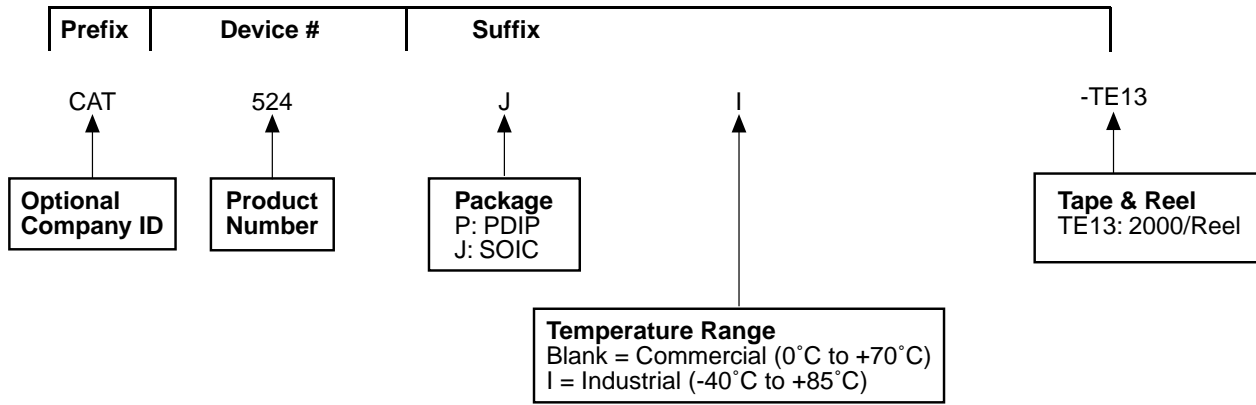 Prefix Device # Suffix
CAT 524 J I -TE13
Optional
Company ID
Product
Number
Package
P: PDIP
J: SOIC
Tape & Reel
TE13: 2000/Reel
Temperature Range
Blank = Commercial (0˚C to +70˚C)
I = Industrial (-40˚C to +85˚C)